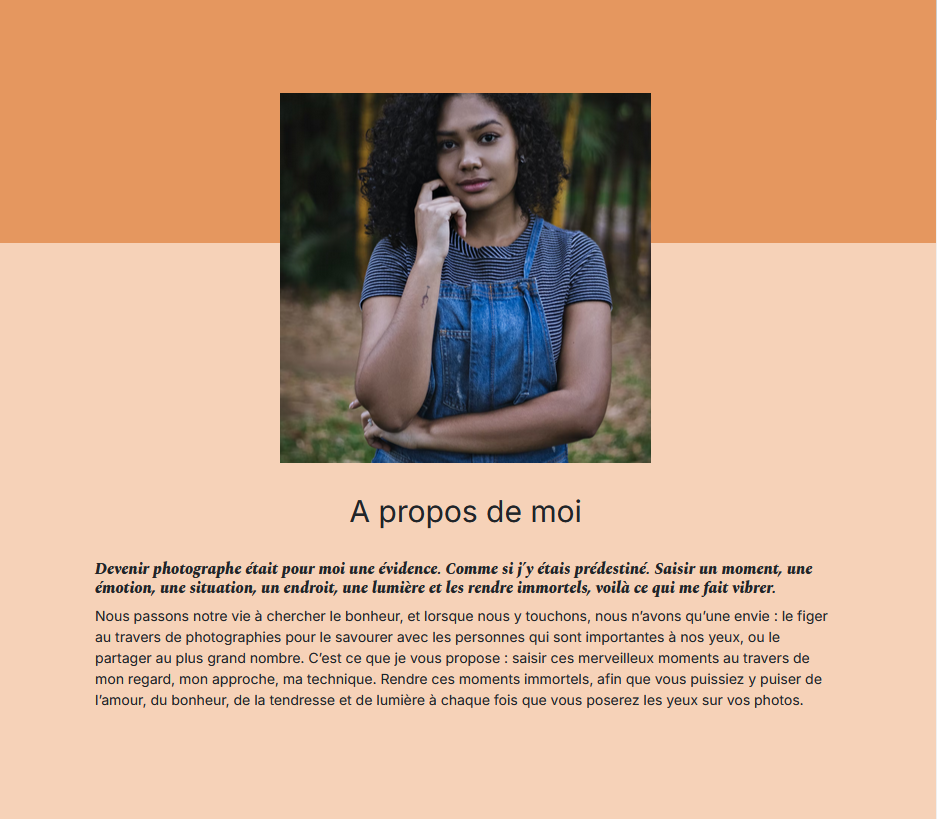 A propos de moi
Devenir photographe était pour moi une évidence. Comme si j'y étais prédestiné. Saisir un moment, une
émotion, une situation, un endroit, une lumière et les rendre immortels, voilà ce qui me fait vibrer.
Nous passons notre vie à chercher le bonheur, et lorsque nous y touchons, nous n’avons qu’une envie : le figer
au travers de photographies pour le savourer avec les personnes qui sont importantes à nos yeux, ou le
partager au plus grand nombre. C’est ce que je vous propose : saisir ces merveilleux moments au travers de
mon regard, mon approche, ma technique. Rendre ces moments immortels, afin que vous puissiez y puiser de
l’amour, du bonheur, de la tendresse et de lumière à chaque fois que vous poserez les yeux sur vos photos.